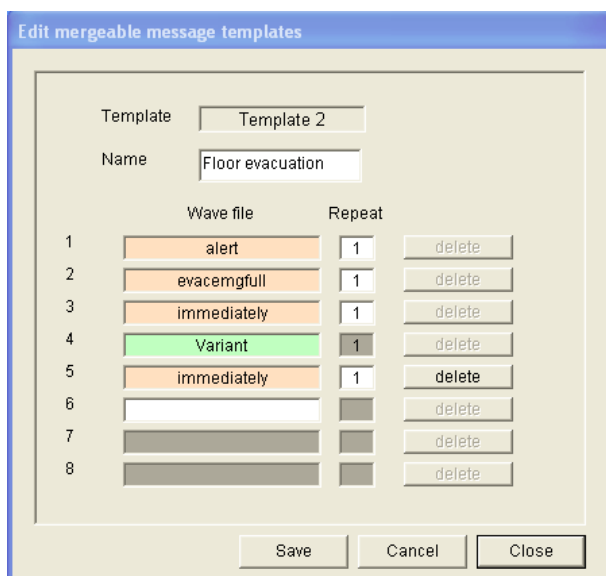 Edit mergeable message templates
Template Template 2
Name Floor evacuation
Wave file Repeat
1 alert 1 delete
2 evacemgfull 1 delete
3 immediately 1 delete
4 Variant 1 delete
5 immediately 1 delete
6 delete
7 delete
8 delete
Save Cancel Close